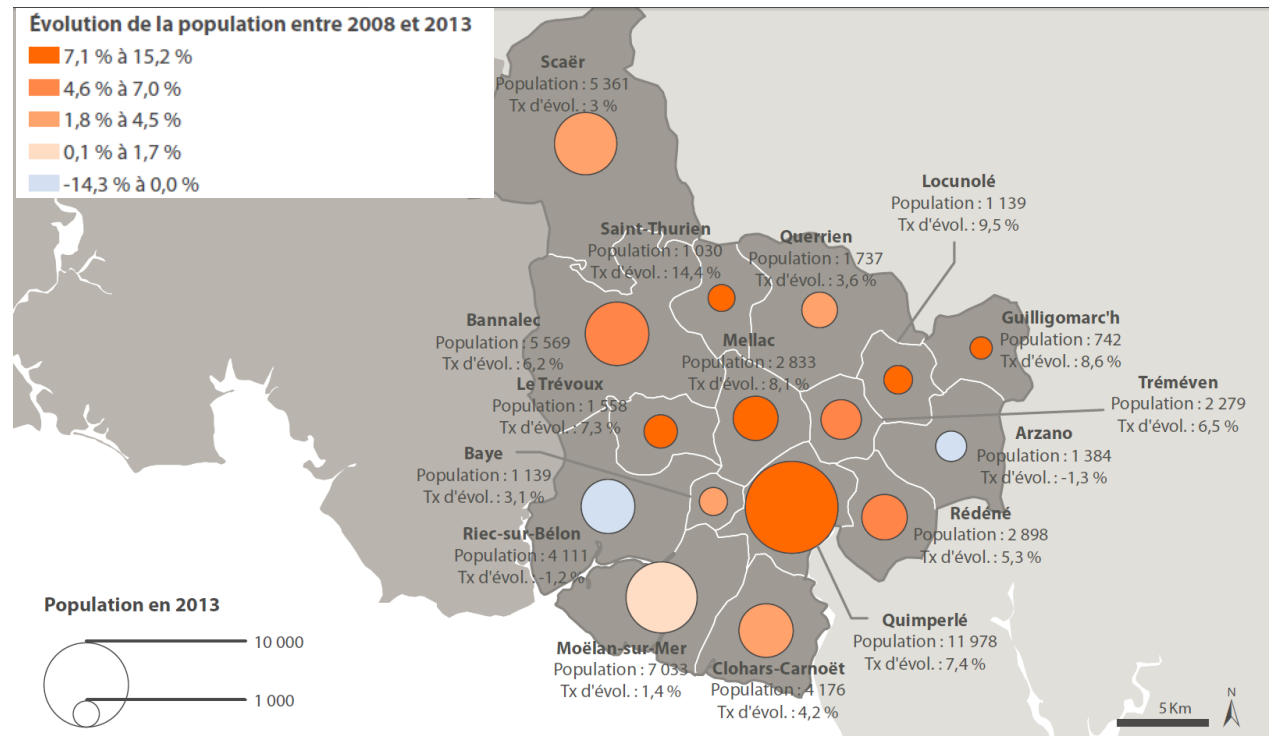 Évolution de la population entre 2008 et 2013
7,1 % à 15,2 %
4,6 % à 7,0 %
1,8 % à 4,5 %
0,1 % à 1,7 %
-14,3 % à 0,0 %
Scaër
Population : 5 361
Tx d'évol. : 3 %
Locunolé
Population : 1 139
Tx d'évol. : 9,5 %
Saint-Thurien
Population : 1 030
Tx d'évol. : 14,4 %
Querrien
Population : 1 737
Tx d'évol. : 3,6 %
Bannalec
Population : 5 569
Tx d'évol. : 6,2 %
Mellac
Population : 2 833
Tx d'évol. : 8,1 %
Guilligomarc'h
Population : 742
Tx d'évol. : 8,6 %
Le Trévoux
Population : 1 558
Tx d'évol. : 7,3 %
Tréméven
Population : 2 279
Tx d'évol. : 6,5 %
Arzano
Population : 1 384
Tx d'évol. : -1,3 %
Baye
Population : 1 139
Tx d'évol. : 3,1 %
Rédéné
Population : 2 898
Tx d'évol. : 5,3 %
Riec-sur-Bélon
Population : 4 111
Tx d'évol. : -1,2 %
Quimperlé
Population : 11 978
Tx d'évol. : 7,4 %
Moëlan-sur-Mer
Population : 7 033
Tx d'évol. : 1,4 %
Clohars-Carnoët
Population : 4 176
Tx d'évol. : 4,2 %
Population en 2013
10 000
1 000
5 Km
N